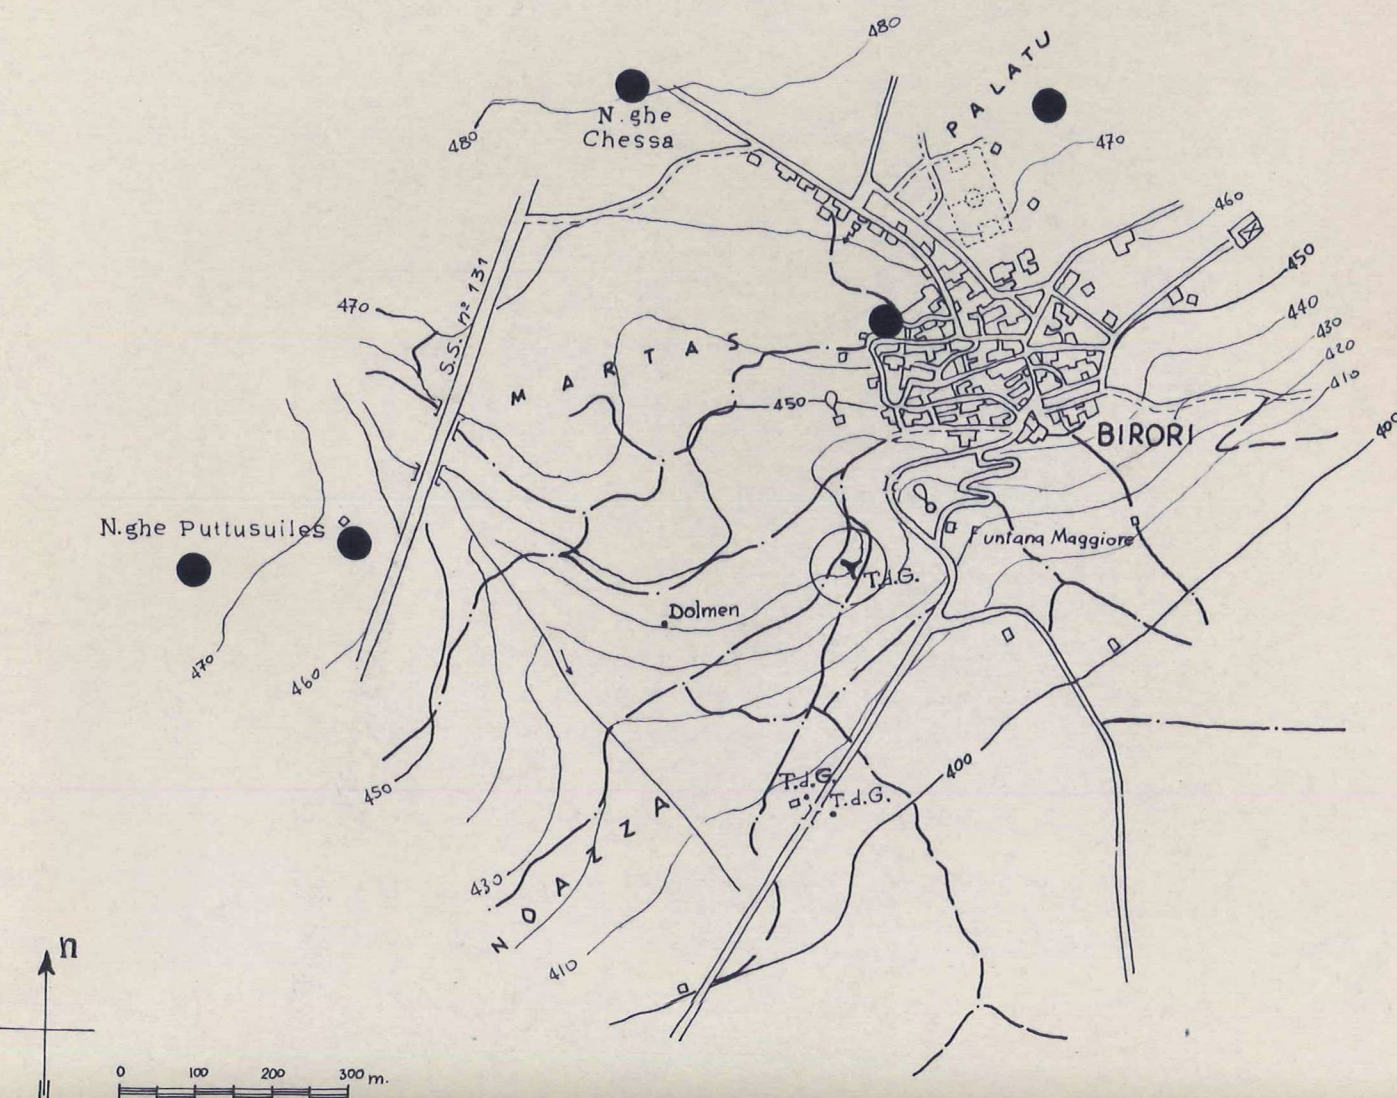 480
PALATU
N.ghe
Chessa
480
470
460
S.S. nº 131
450
470
440
MARTAS
430
420
410
450
400
BIRORI
N.ghe Puttusuiles
Funtana Maggiore
T.d.G.
Dolmen
470
460
400
T.d.G.
T.d.G.
450
NOAZZA
430
410
n
0 100 200 300 m.